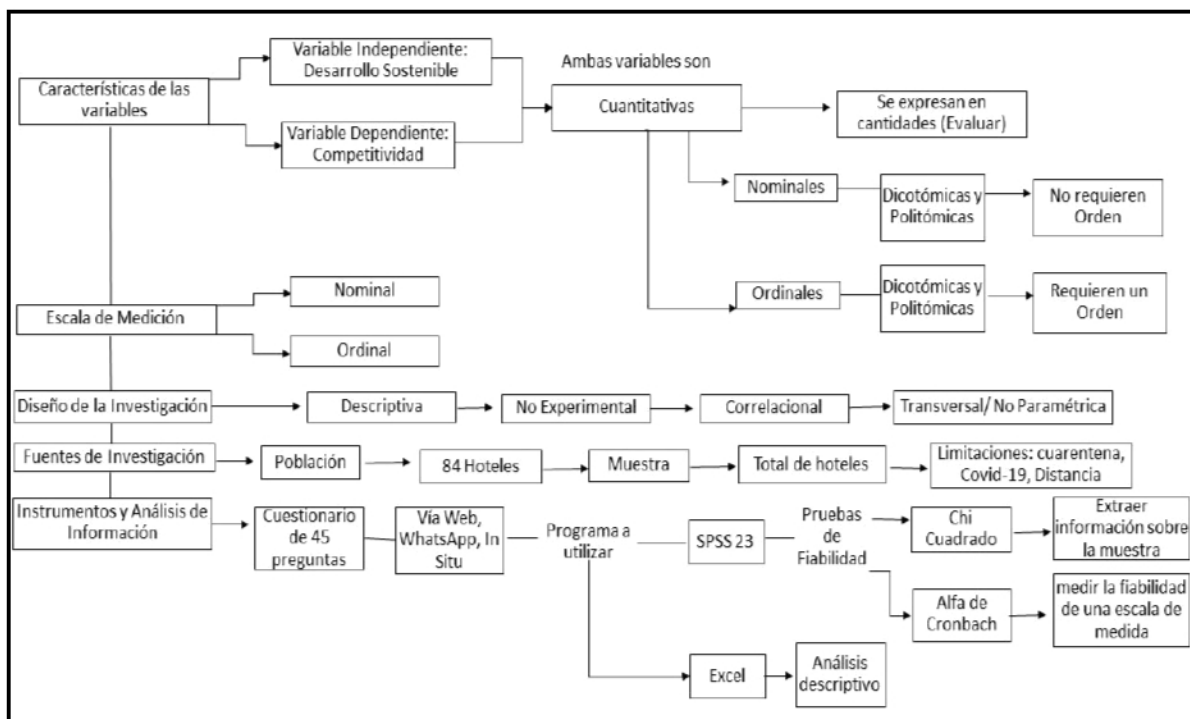 Características de las
variables
Variable Independiente:
Desarrollo Sostenible
Variable Dependiente:
Competitividad
Ambas variables son
Cuantitativas
Se expresan en
cantidades (Evaluar)
Nominales
Dicotómicas y
Politómicas
No requieren
Orden
Ordinales
Dicotómicas y
Politómicas
Requieren un
Orden
Escala de Medición
Nominal
Ordinal
Diseño de la Investigación
Descriptiva
No Experimental
Correlacional
Transversal/ No Paramétrica
Fuentes de Investigación
Población
84 Hoteles
Muestra
Total de hoteles
Limitaciones: cuarentena,
Covid-19, Distancia
Instrumentos y Análisis de
Información
Cuestionario
de 45
preguntas
Vía Web,
WhatsApp, In
Situ
Programa a
utilizar
SPSS 23
Pruebas
de
Fiabilidad
Chi
Cuadrado
Extraer
información sobre
la muestra
Alfa de
Cronbach
medir la fiabilidad
de una escala de
medida
Excel
Análisis
descriptivo